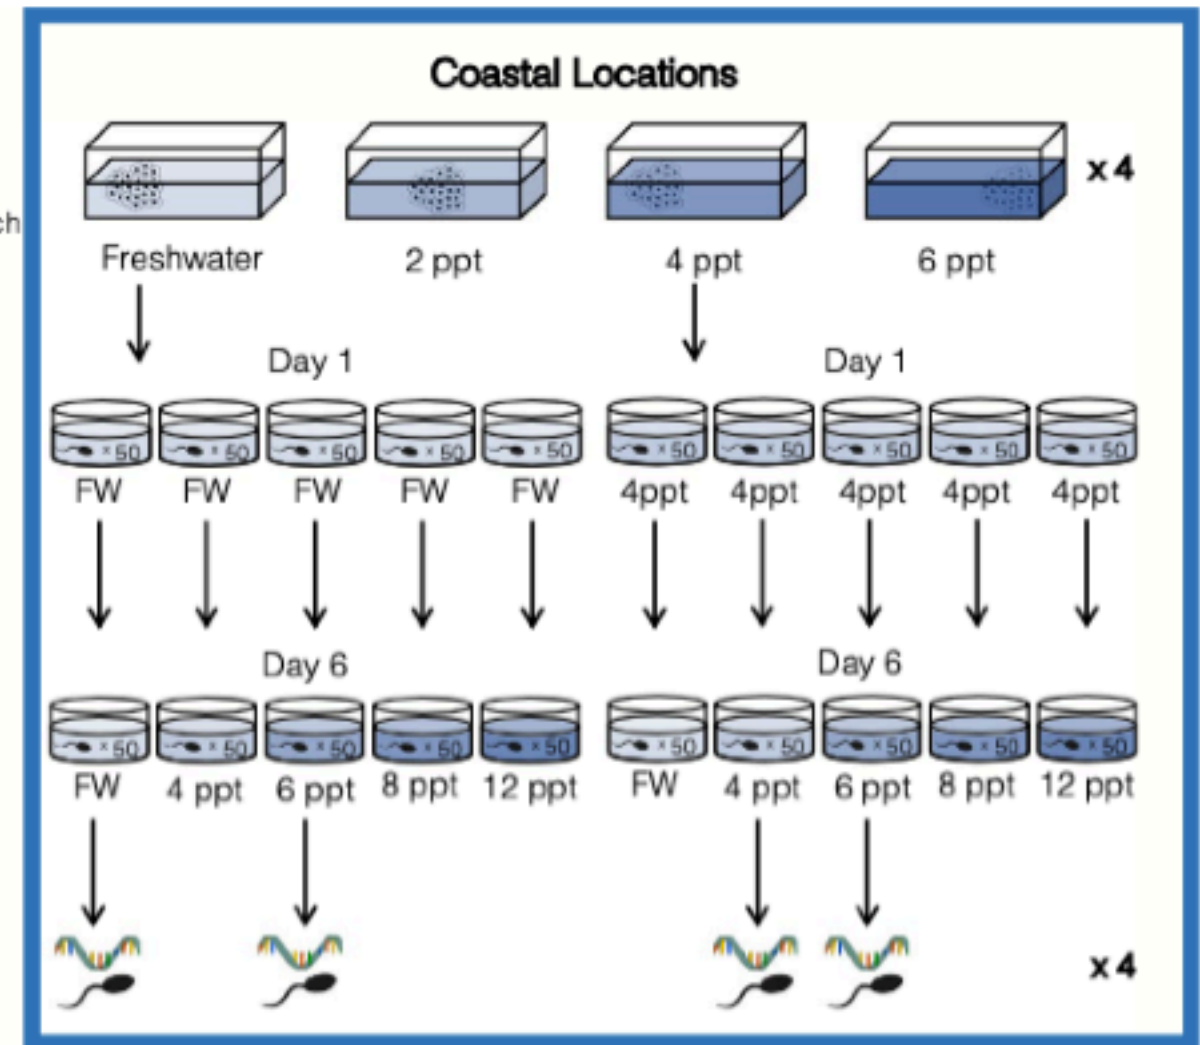 Coastal Locations
x 4
ch
Freshwater 2 ppt 4 ppt 6 ppt
Day 1 Day 1
x 50 x 50 x 50 x 50 x 50 x 50 x 50 x 50 x 50 x 50
FW FW FW FW FW 4ppt 4ppt 4ppt 4ppt 4ppt
Day 6 Day 6
x 50 x 50 x 50 x 50 x 50 x 50 x 50 x 50 x 50 x 50
FW 4 ppt 6 ppt 8 ppt 12 ppt FW 4 ppt 6 ppt 8 ppt 12 ppt
x 4